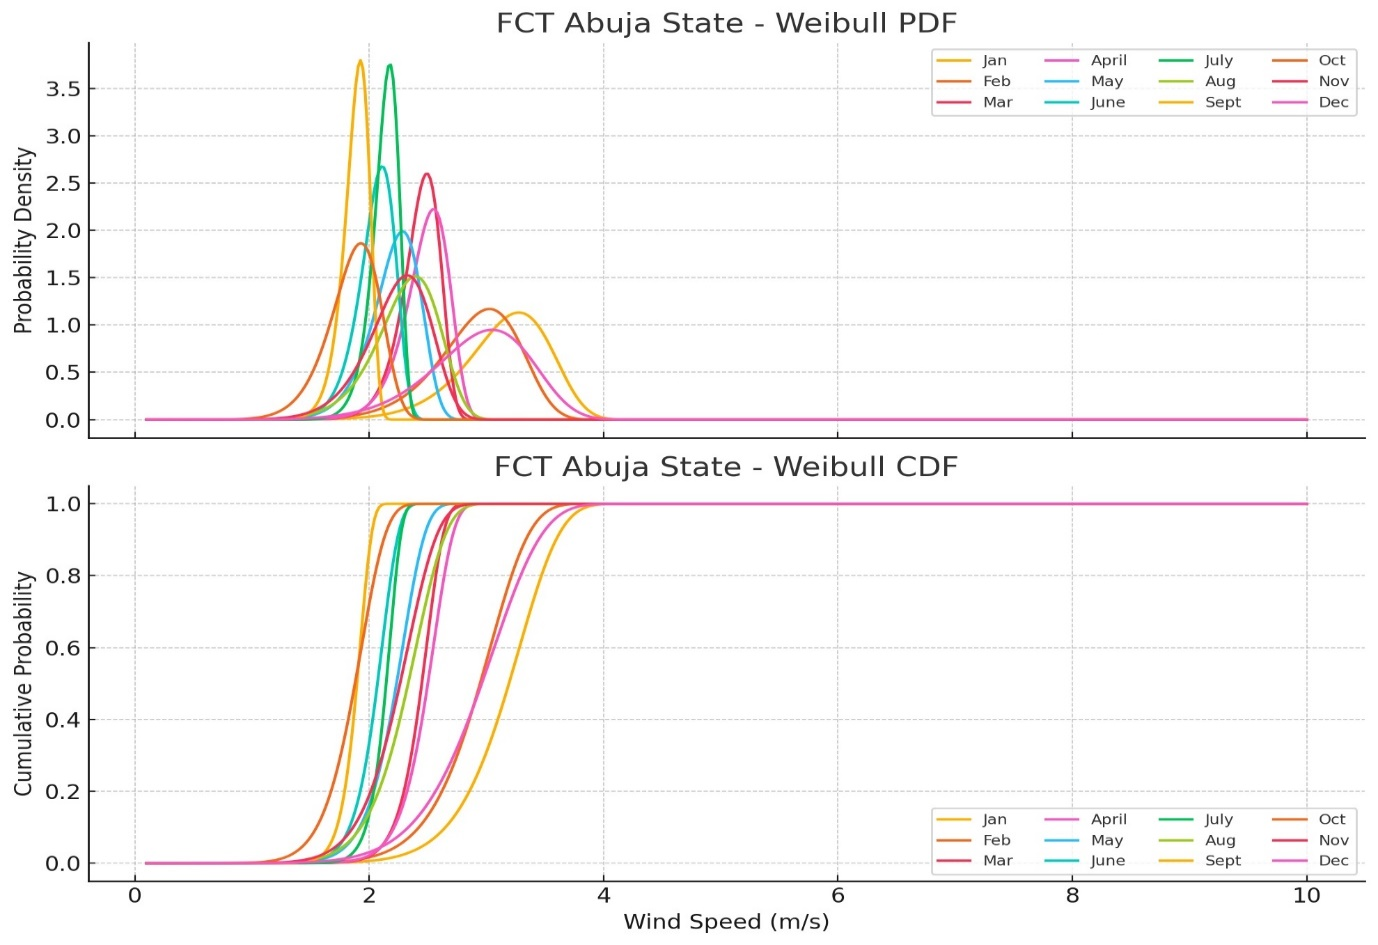 FCT Abuja State - Weibull PDF
Probability Density
3.5
3.0
2.5
2.0
1.5
1.0
0.5
0.0
Jan April July Oct
Feb May Aug Nov
Mar June Sept Dec
FCT Abuja State - Weibull CDF
Cumulative Probability
1.0
0.8
0.6
0.4
0.2
0.0
Jan April July Oct
Feb May Aug Nov
Mar June Sept Dec
0 2 4 6 8 10
Wind Speed (m/s)